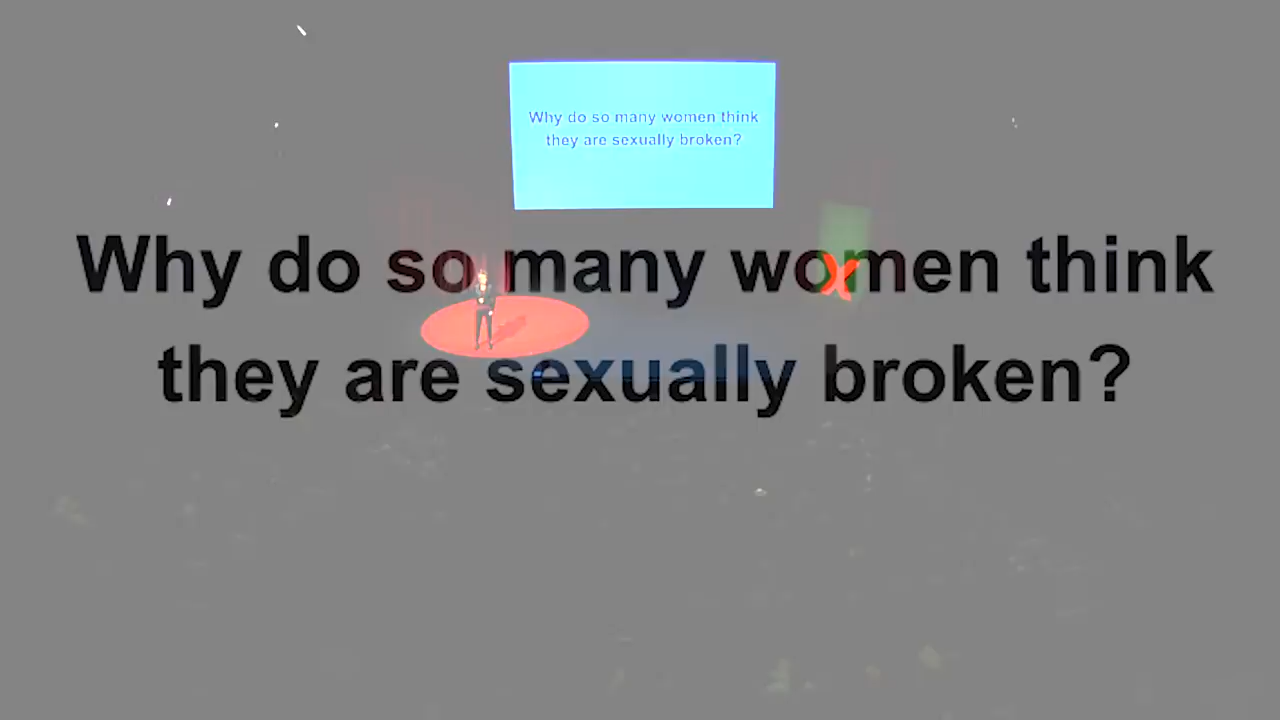 Why do so many women think
they are sexually broken?
Why do so many women think
they are sexually broken?
x